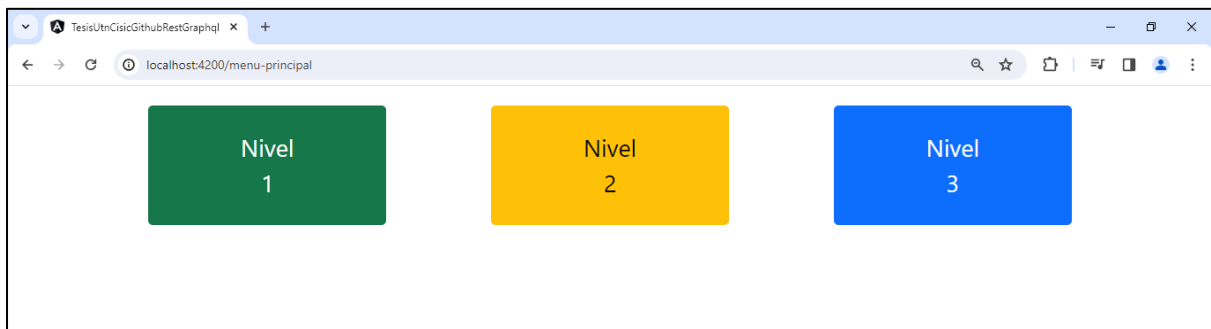 TesisUtnCisicGithubRestGraphql
localhost:4200/menu-principal
Nivel
1
Nivel
2
Nivel
3